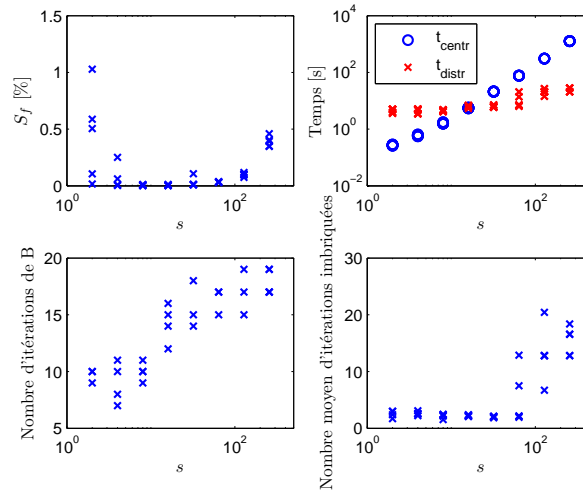 1.5
1
0.5
0
S_f [%]
10^0
10^2
s
10^4
10^2
10^0
10^−2
Temps [s]
t_centr
t_distr
10^0
10^2
s
20
15
10
5
Nombre d'itérations de B
10^0
10^2
s
30
20
10
0
Nombre moyen d'itérations imbriquées
10^0
10^2
s